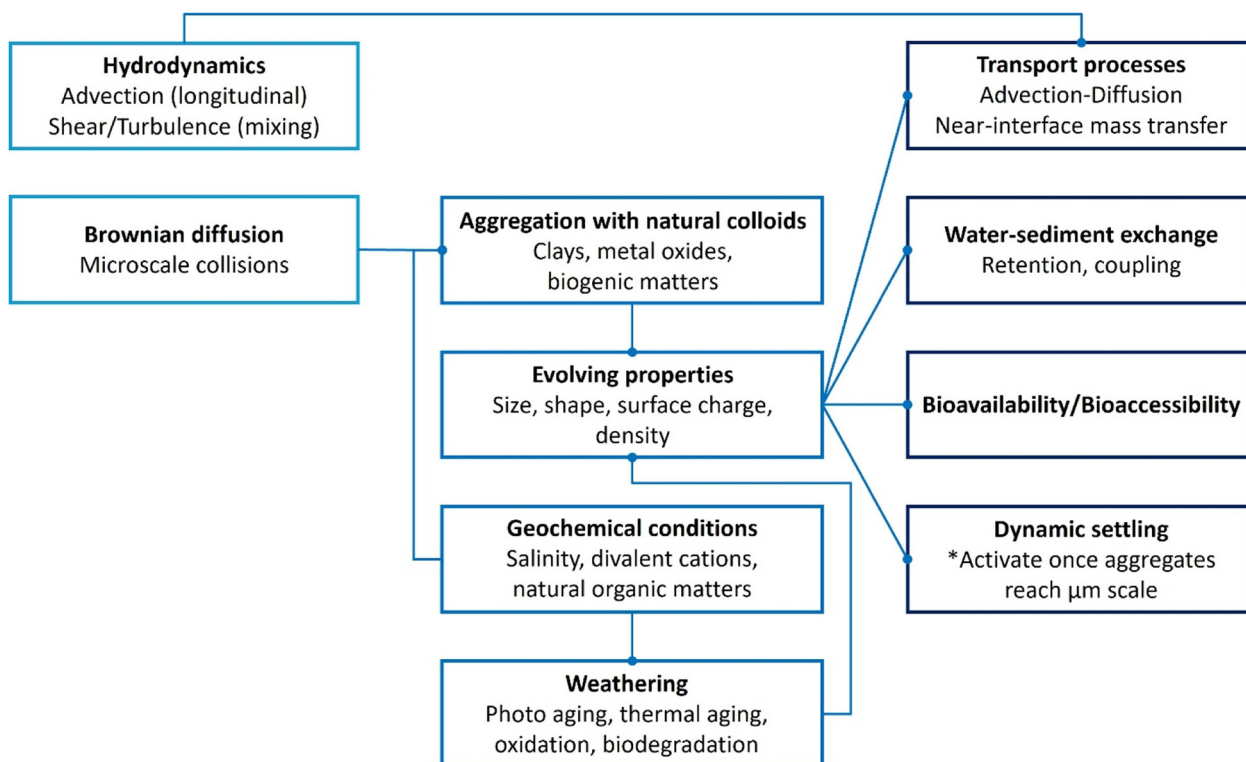 Hydrodynamics
Advection (longitudinal)
Shear/Turbulence (mixing)
Transport processes
Advection-Diffusion
Near-interface mass transfer
Brownian diffusion
Microscale collisions
Aggregation with natural colloids
Clays, metal oxides,
biogenic matters
Water-sediment exchange
Retention, coupling
Evolving properties
Size, shape, surface charge,
density
Bioavailability/Bioaccessibility
Geochemical conditions
Salinity, divalent cations,
natural organic matters
Dynamic settling
*Activate once aggregates
reach μm scale
Weathering
Photo aging, thermal aging,
oxidation, biodegradation